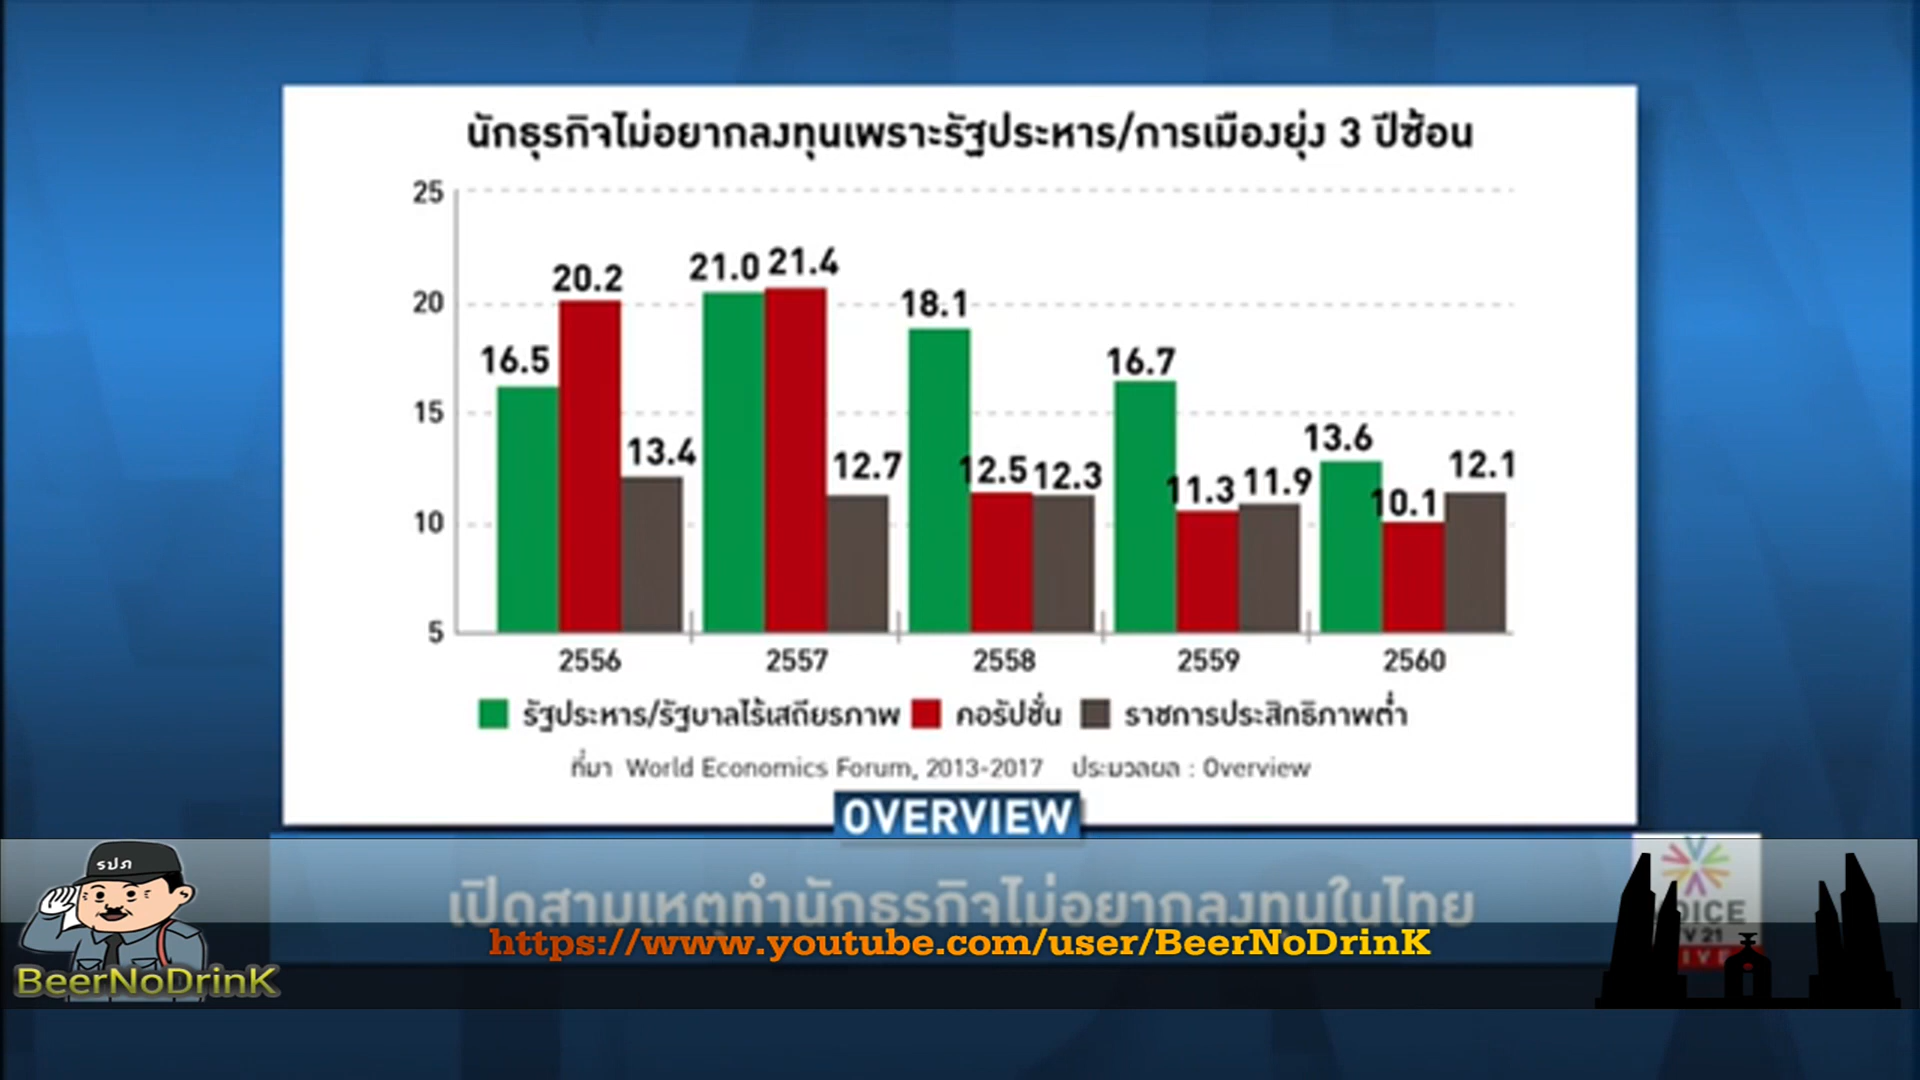 นักธุรกิจไม่อยากลงทุนเพราะรัฐประหาร/การเมืองยุ่ง 3 ปีซ้อน
25
20
15
10
5
16.5 20.2 13.4
21.0 21.4 12.7
18.1 12.5 12.3
16.7 11.3 11.9
13.6 10.1 12.1
2556 2557 2558 2559 2560
รัฐประหาร/รัฐบาลไร้เสถียรภาพ คอรัปชั่น ราชการประสิทธิภาพต่ำ
ที่มา World Economics Forum, 2013-2017 ประมวลผล : Overview
OVERVIEW
เปิดสามเหตุทำนักธุรกิจไม่อยากลงทุนในไทย
https://www.youtube.com/user/BeerNoDrinK
รปภ
BeerNoDrinK